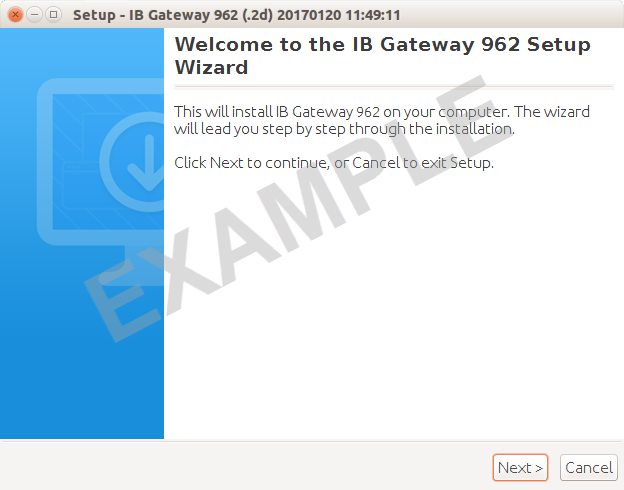 Setup - IB Gateway 962 (.2d) 20170120 11:49:11
Welcome to the IB Gateway 962 Setup
Wizard
This will install IB Gateway 962 on your computer. The wizard
will lead you step by step through the installation.
Click Next to continue, or Cancel to exit Setup.
EXAMPLE
Next >
Cancel